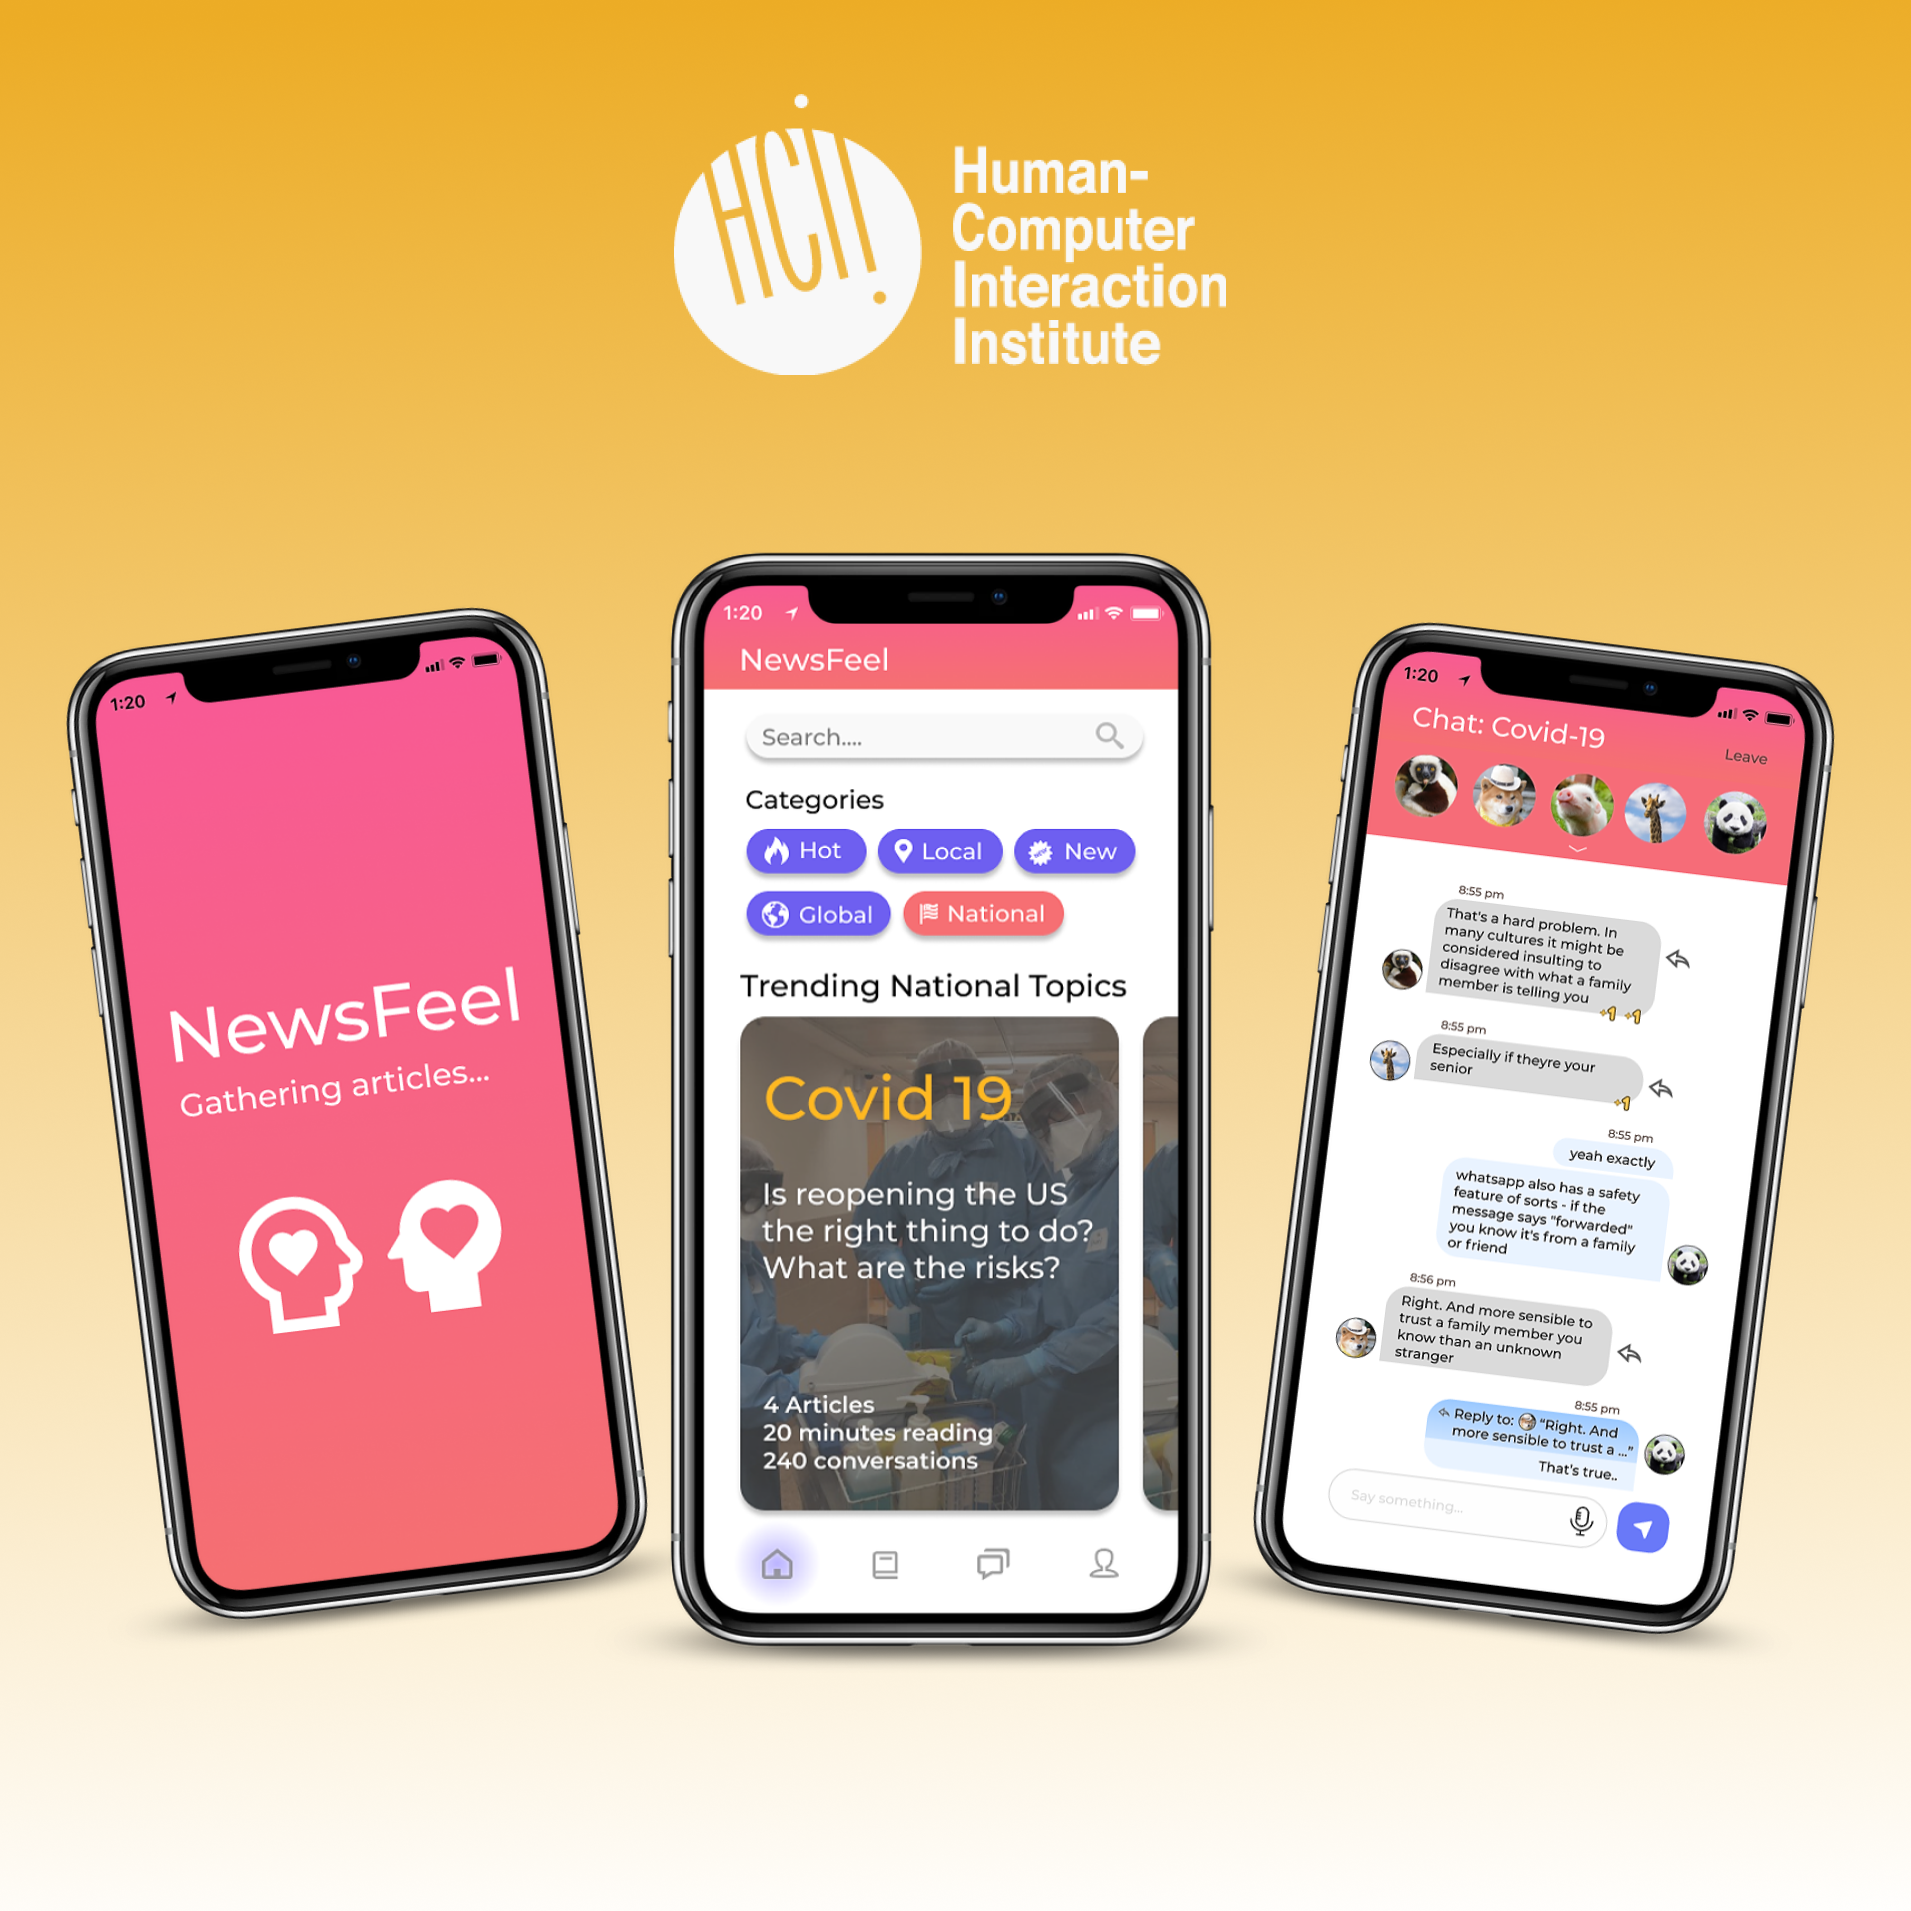 HCII
Human-
Computer
Interaction
Institute
1:20
NewsFeel
Gathering articles...
1:20
NewsFeel
Search....
Categories
Hot
Local
New
Global
National
Trending National Topics
Covid 19
Is reopening the US
the right thing to do?
What are the risks?
4 Articles
20 minutes reading
240 conversations
1:20
Chat: Covid-19
Leave
8:55 pm
That's a hard problem. In
many cultures it might be
considered insulting to
disagree with what a family
member is telling you
+1 +1
8:55 pm
Especially if theyre your
senior
+1
8:55 pm
yeah exactly
whatsapp also has a safety
feature of sorts - if the
message says "forwarded"
you know it's from a family
or friend
8:56 pm
Right. And more sensible to
trust a family member you
know than an unknown
stranger
8:55 pm
Reply to: "Right. And
more sensible to trust a ..."
That's true..
Say something...